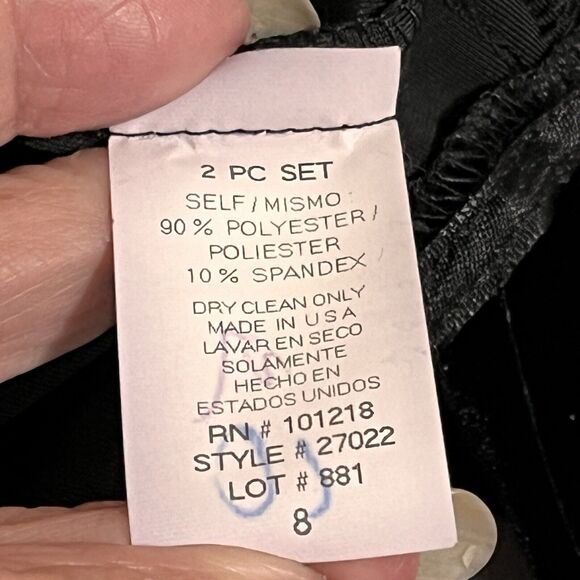 2 PC SET
SELF / MISMO :
90 % POLYESTER /
POLIESTER
10 % SPANDEX
DRY CLEAN ONLY
MADE IN U S A
LAVAR EN SECO
SOLAMENTE
HECHO EN
ESTADOS UNIDOS
RN # 101218
STYLE # 27022
LOT # 881
8